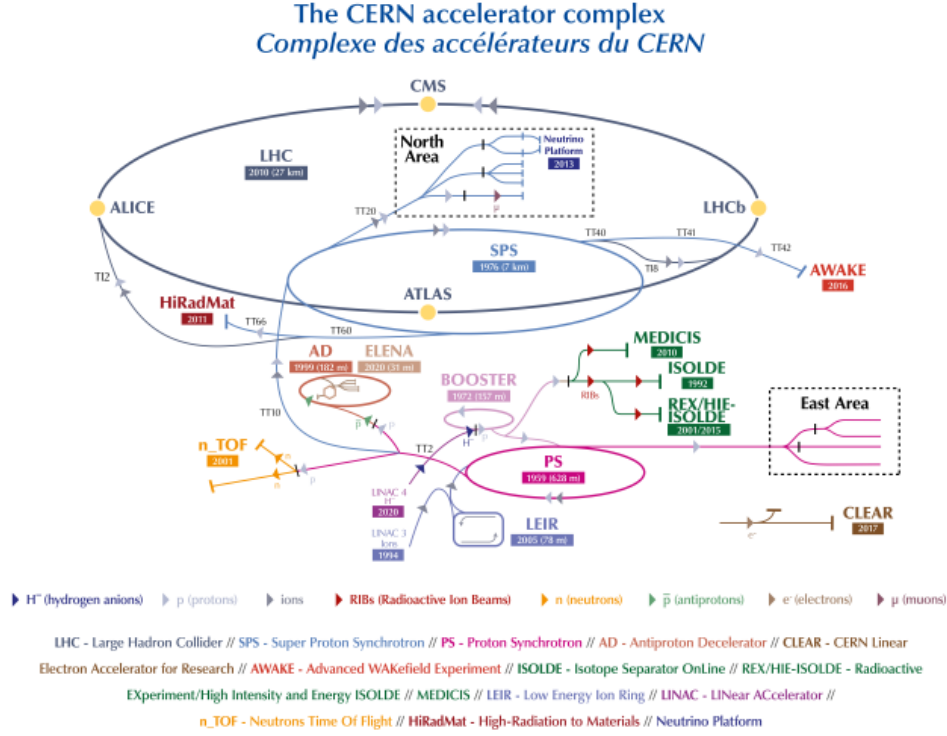 The CERN accelerator complex
Complexe des accélérateurs du CERN
CMS
North
Area
Neutrino
Platform
2013
LHC
2010 (27 km)
μ
ALICE
LHCb
TT20
TT40
TT41
SPS
1976 (7 km)
TT42
TI8
TI2
AWAKE
2016
ATLAS
HiRadMat
2011
TT66
TT60
AD
1999 (182 m)
ELENA
2020 (31 m)
MEDICIS
2010
BOOSTER
1972 (157 m)
ISOLDE
1992
RIBs
REX/HIE-
ISOLDE
2001/2015
East Area
TT10
p̅
p
H⁻
p
n_TOF
2001
n
n
p
TT2
PS
1959 (628 m)
LINAC 4
H⁻
2020
LINAC 3
Ions
1994
LEIR
2005 (78 m)
CLEAR
2017
e⁻
H⁻ (hydrogen anions)
p (protons)
ions
RIBs (Radioactive Ion Beams)
n (neutrons)
p̅ (antiprotons)
e⁻ (electrons)
μ (muons)
LHC - Large Hadron Collider // SPS - Super Proton Synchrotron // PS - Proton Synchrotron // AD - Antiproton Decelerator // CLEAR - CERN Linear
Electron Accelerator for Research // AWAKE - Advanced WAKefield Experiment // ISOLDE - Isotope Separator OnLine // REX/HIE-ISOLDE - Radioactive
EXperiment/High Intensity and Energy ISOLDE // MEDICIS // LEIR - Low Energy Ion Ring // LINAC - LINear ACcelerator //
n_TOF - Neutrons Time Of Flight // HiRadMat - High-Radiation to Materials // Neutrino Platform